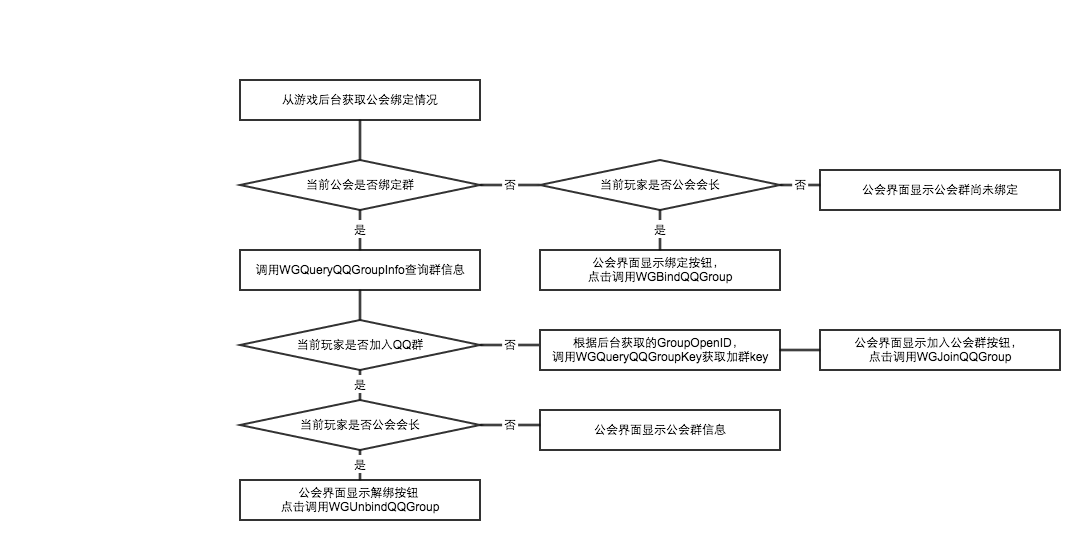 从游戏后台获取公会绑定情况
当前公会是否绑定群
否
当前玩家是否公会会长
否
公会界面显示公会群尚未绑定
是
是
调用WGQueryQQGroupInfo查询群信息
公会界面显示绑定按钮，
点击调用WGBindQQGroup
当前玩家是否加入QQ群
否
根据后台获取的GroupOpenID，
调用WGQueryQQGroupKey获取加群key
公会界面显示加入公会群按钮，
点击调用WGJoinQQGroup
是
当前玩家是否公会会长
否
公会界面显示公会群信息
是
公会界面显示解绑按钮
点击调用WGUnbindQQGroup